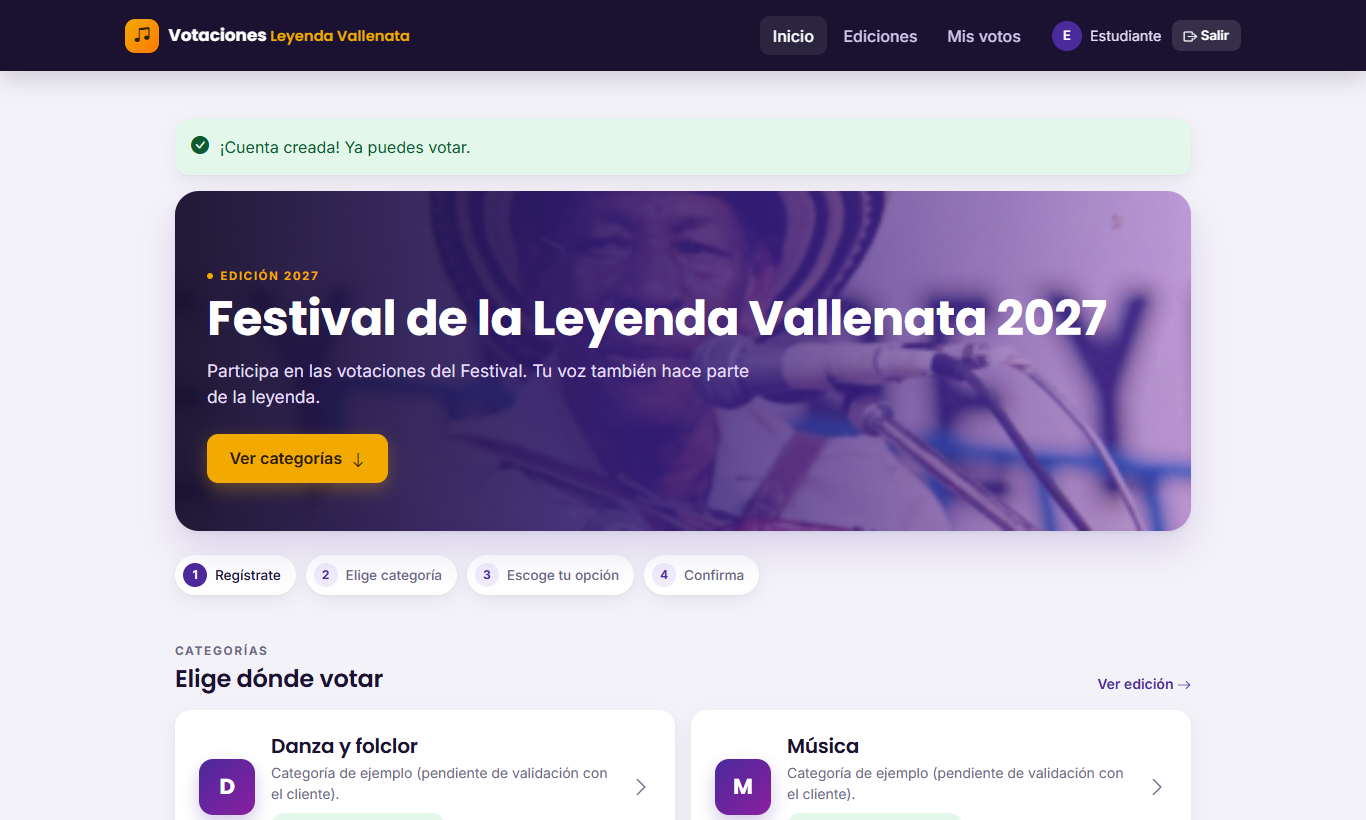 Votaciones Leyenda Vallenata
Inicio
Ediciones
Mis votos
E
Estudiante
Salir
¡Cuenta creada! Ya puedes votar.
EDICIÓN 2027
Festival de la Leyenda Vallenata 2027
Participa en las votaciones del Festival. Tu voz también hace parte
de la leyenda.
Ver categorías
1 Regístrate
2 Elige categoría
3 Escoge tu opción
4 Confirma
CATEGORÍAS
Elige dónde votar
Ver edición
D
Danza y folclor
Categoría de ejemplo (pendiente de validación con
el cliente).
M
Música
Categoría de ejemplo (pendiente de validación con
el cliente).